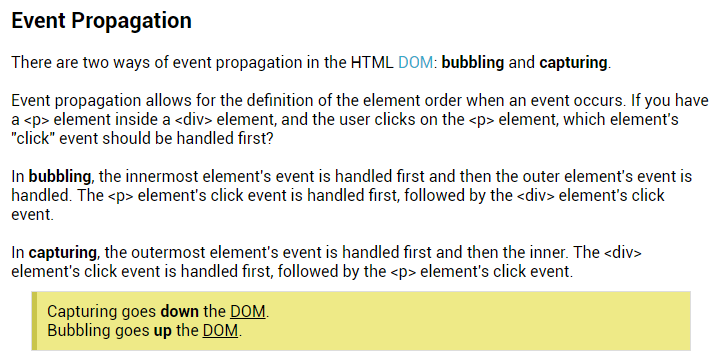 Event Propagation
There are two ways of event propagation in the HTML DOM: bubbling and capturing.
Event propagation allows for the definition of the element order when an event occurs. If you have
a <p> element inside a <div> element, and the user clicks on the <p> element, which element's
"click" event should be handled first?
In bubbling, the innermost element's event is handled first and then the outer element's event is
handled. The <p> element's click event is handled first, followed by the <div> element's click
event.
In capturing, the outermost element's event is handled first and then the inner. The <div>
element's click event is handled first, followed by the <p> element's click event.
Capturing goes down the DOM.
Bubbling goes up the DOM.